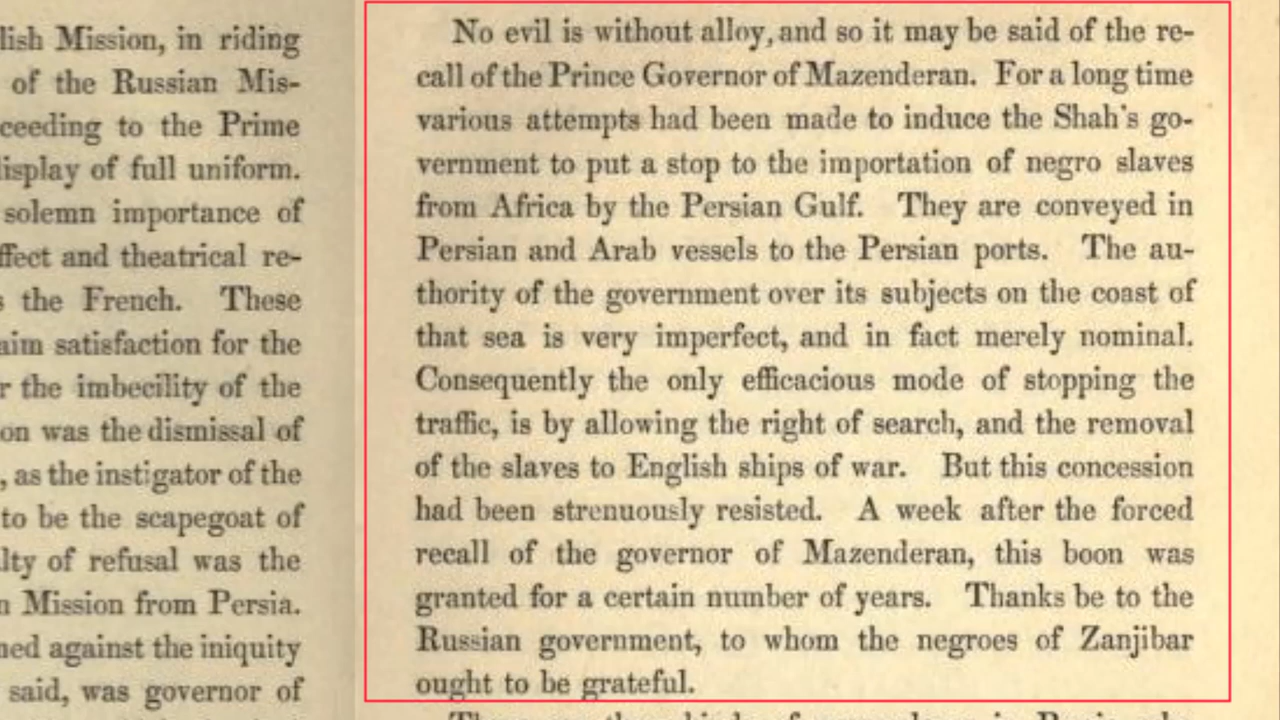 lish Mission, in riding
of the Russian Mis-
ceeding to the Prime
isplay of full uniform.
solemn importance of
ffect and theatrical re-
s the French. These
aim satisfaction for the
r the imbecility of the
on was the dismissal of
, as the instigator of the
to be the scapegoat of
lty of refusal was the
n Mission from Persia.
ned against the iniquity
said, was governor of
No evil is without alloy, and so it may be said of the re-
call of the Prince Governor of Mazenderan. For a long time
various attempts had been made to induce the Shah's go-
vernment to put a stop to the importation of negro slaves
from Africa by the Persian Gulf. They are conveyed in
Persian and Arab vessels to the Persian ports. The au-
thority of the government over its subjects on the coast of
that sea is very imperfect, and in fact merely nominal.
Consequently the only efficacious mode of stopping the
traffic, is by allowing the right of search, and the removal
of the slaves to English ships of war. But this concession
had been strenuously resisted. A week after the forced
recall of the governor of Mazenderan, this boon was
granted for a certain number of years. Thanks be to the
Russian government, to whom the negroes of Zanjibar
ought to be grateful.